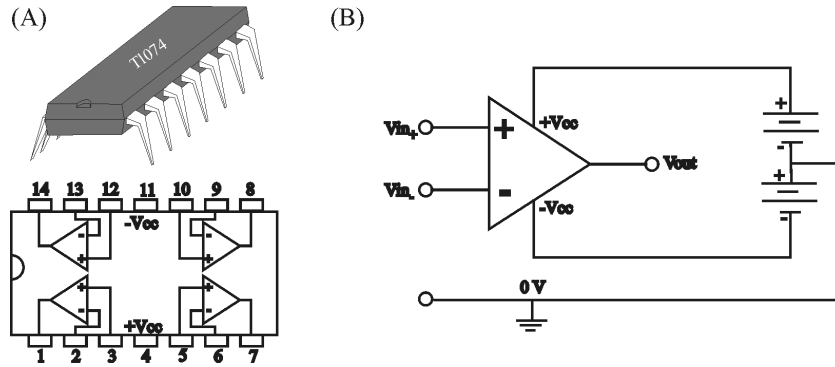 (A)
Tl074
14 13 12 11 10 9 8
-Vcc
- -
+ +
+ +
- -
+Vcc
1 2 3 4 5 6 7
(B)
Vin+
+
+Vcc
Vout
Vin-
-
-Vcc
+
-
+
-
0 V